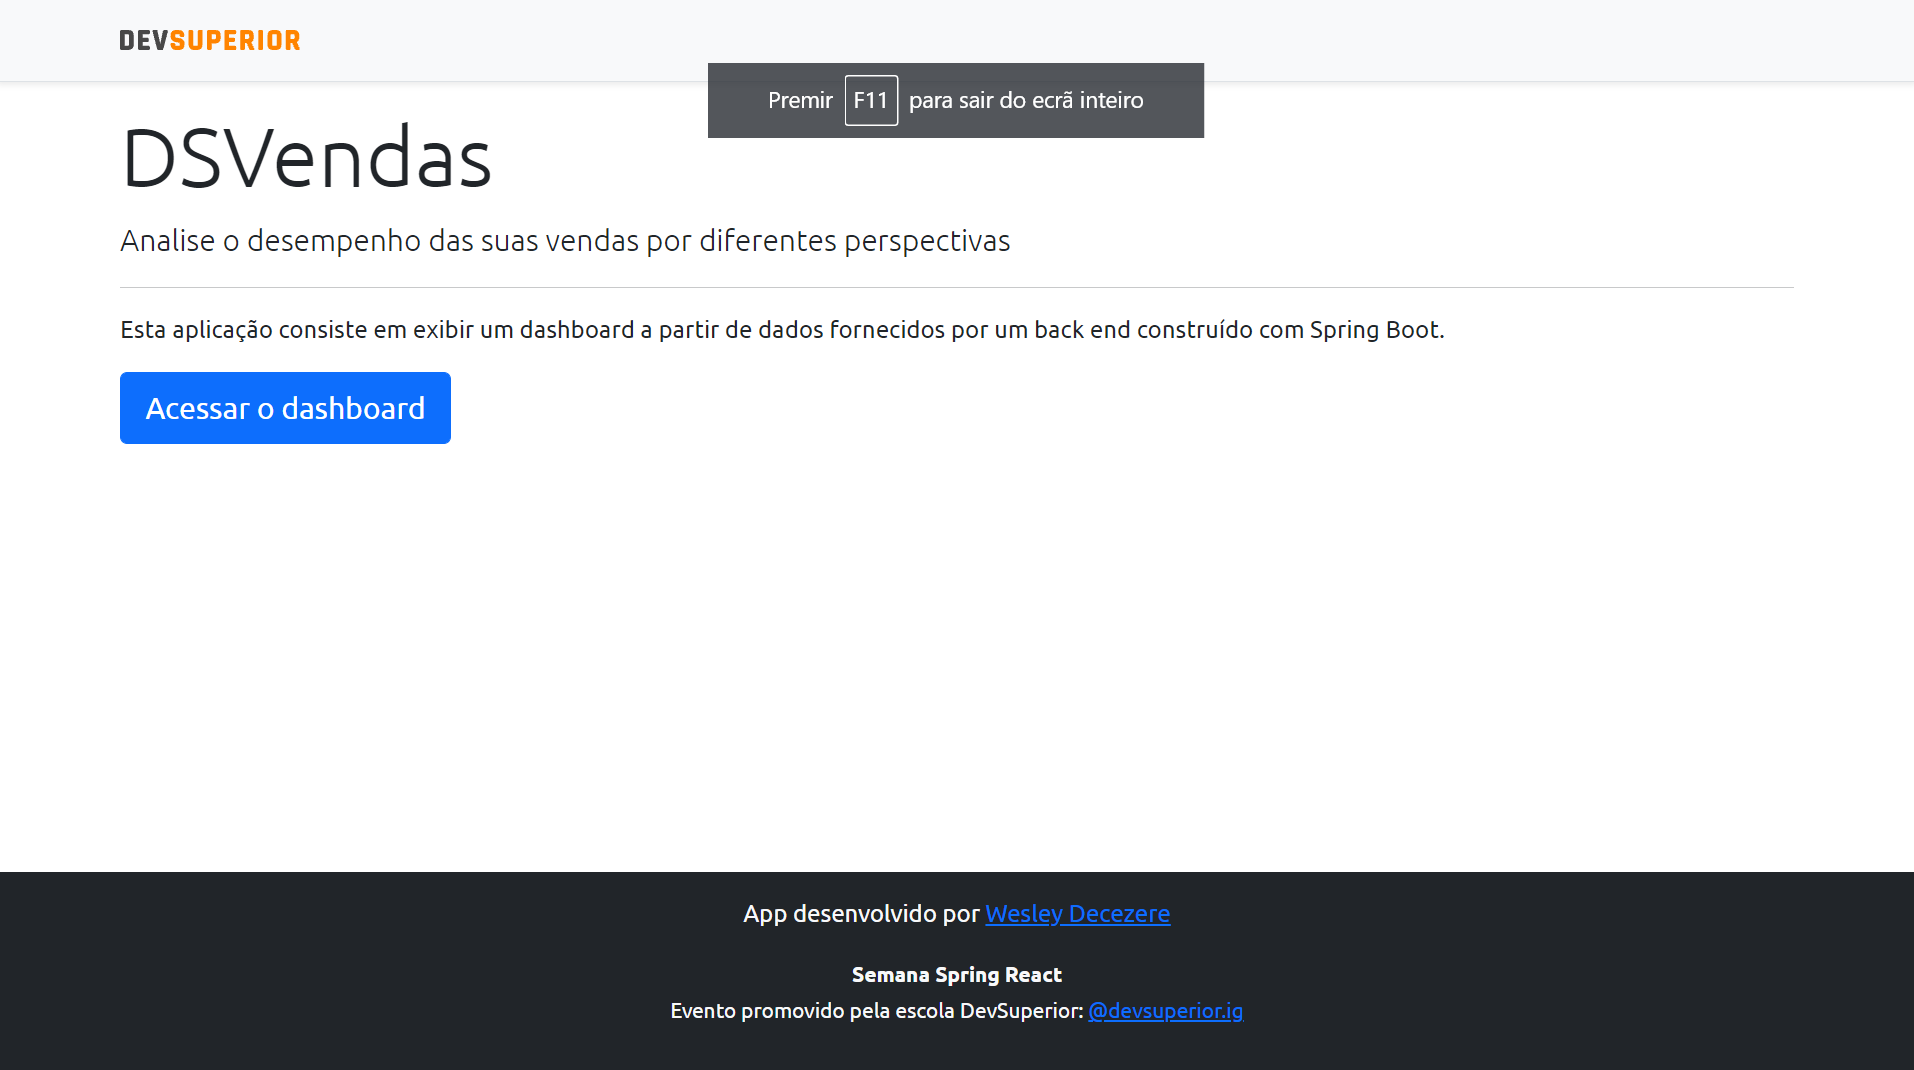 DEVSUPERIOR
Premir F11 para sair do ecrã inteiro
DSVendas
Analise o desempenho das suas vendas por diferentes perspectivas
Esta aplicação consiste em exibir um dashboard a partir de dados fornecidos por um back end construído com Spring Boot.
Acessar o dashboard
App desenvolvido por Wesley Decezere
Semana Spring React
Evento promovido pela escola DevSuperior: @devsuperior.ig